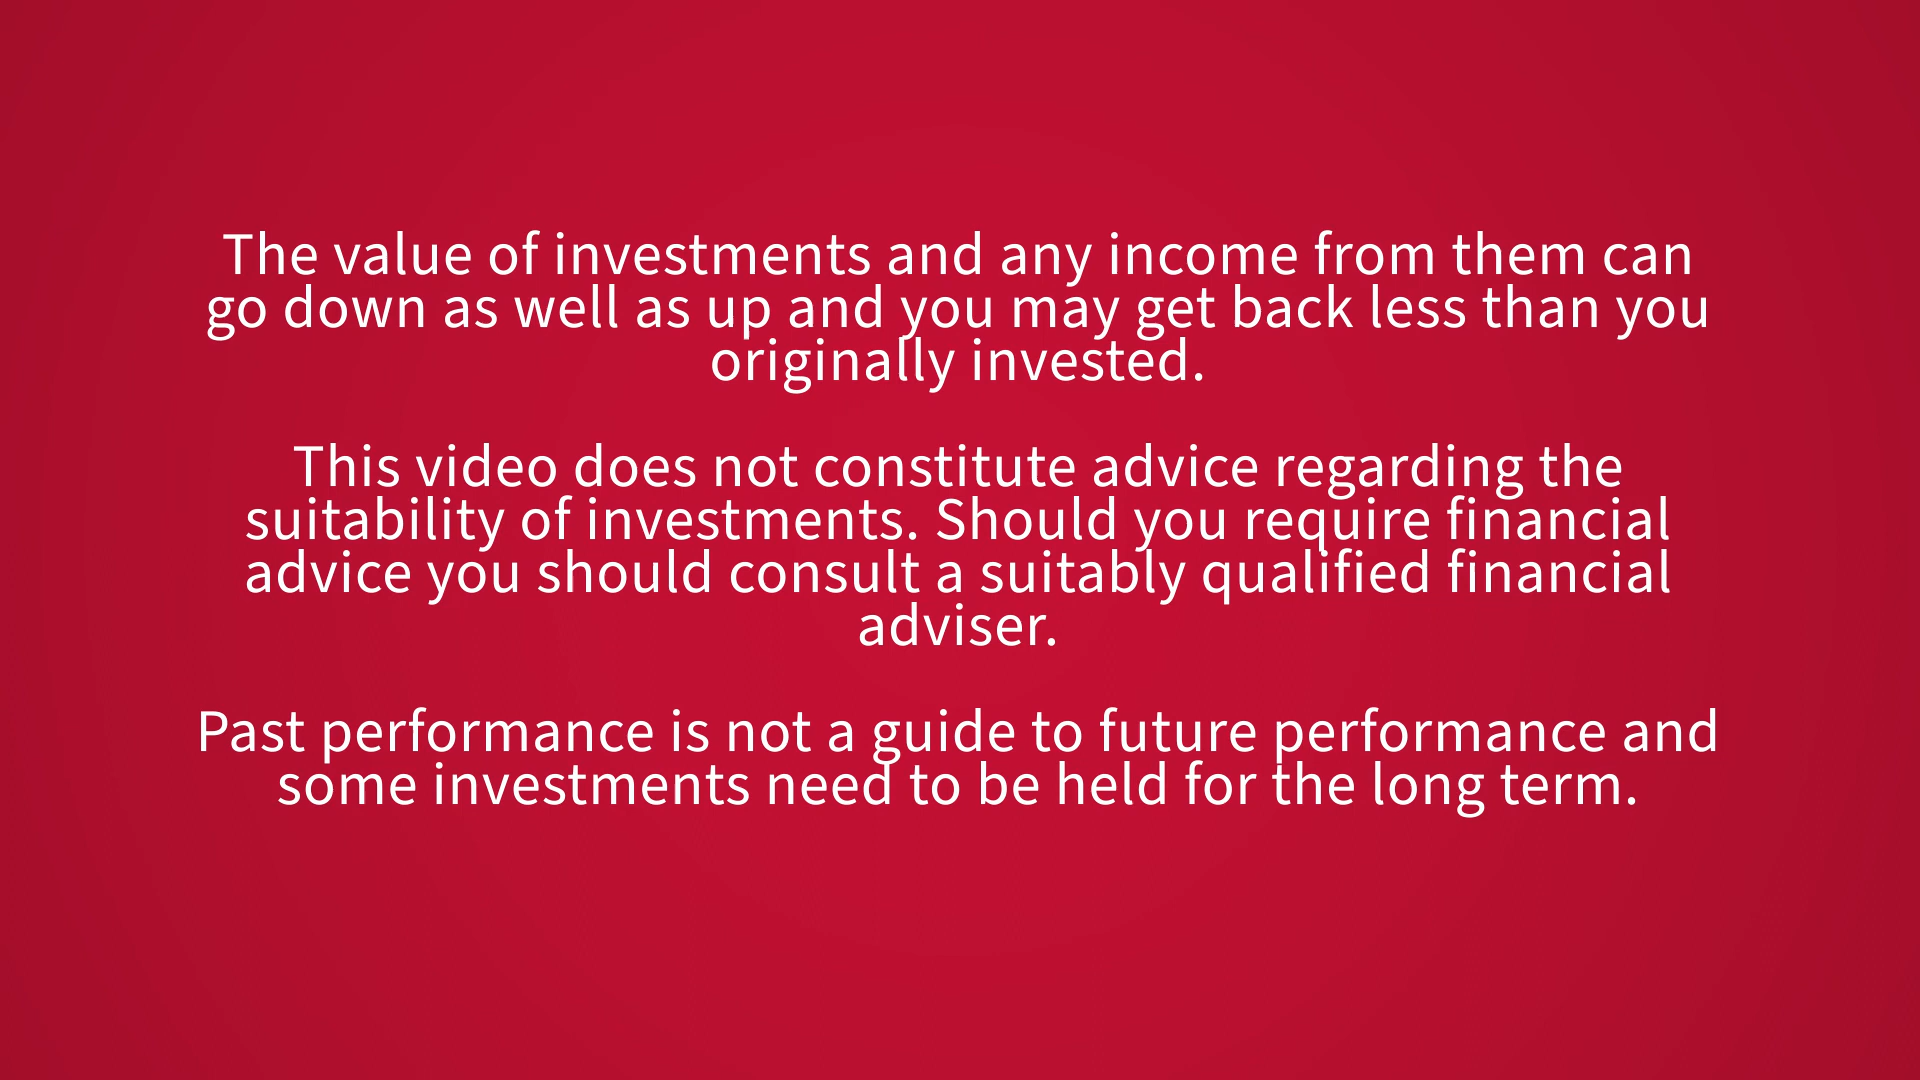 The value of investments and any income from them can
go down as well as up and you may get back less than you
originally invested.
This video does not constitute advice regarding the
suitability of investments. Should you require financial
advice you should consult a suitably qualified financial
adviser.
Past performance is not a guide to future performance and
some investments need to be held for the long term.